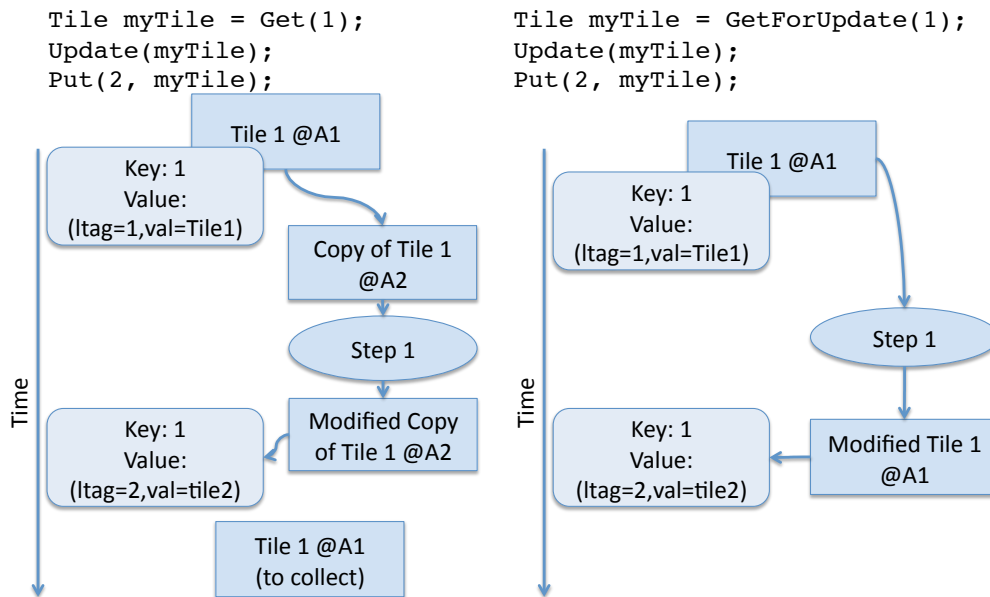 Tile myTile = Get(1);
Update(myTile);
Put(2, myTile);
Tile 1 @A1
Key: 1
Value:
(ltag=1,val=Tile1)
Copy of Tile 1
@A2
Step 1
Time
Key: 1
Value:
(ltag=2,val=tile2)
Modified Copy
of Tile 1 @A2
Tile 1 @A1
(to collect)
Tile myTile = GetForUpdate(1);
Update(myTile);
Put(2, myTile);
Tile 1 @A1
Key: 1
Value:
(ltag=1,val=Tile1)
Step 1
Time
Key: 1
Value:
(ltag=2,val=tile2)
Modified Tile 1
@A1